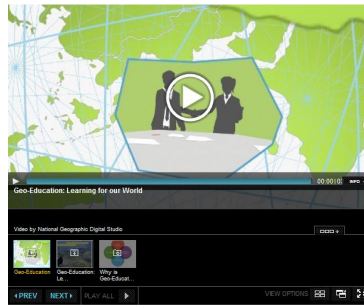 00:00|0
INFO
Geo-Education: Learning for our World
Video by National Geographic Digital Studio
Geo-Education
Geo-Education: Le...
Why is Geo-Educat...
PREV NEXT PLAY ALL VIEW OPTIONS